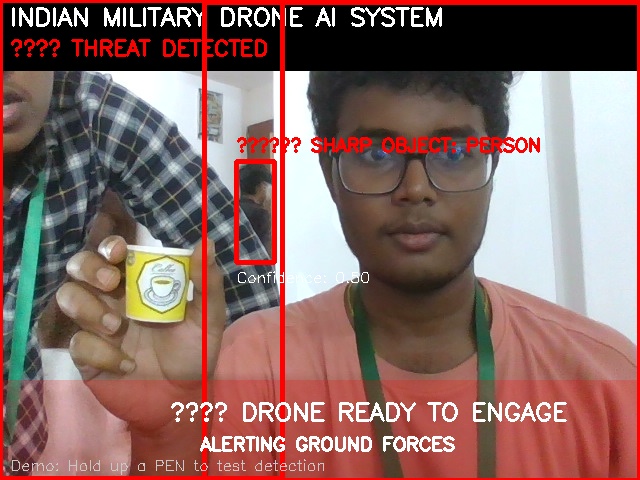 INDIAN MILITARY DRONE AI SYSTEM
???? THREAT DETECTED
?????? SHARP OBJECT: PERSON
Confidence: 0.80
Coffee
???? DRONE READY TO ENGAGE
ALERTING GROUND FORCES
Demo: Hold up a PEN to test detection